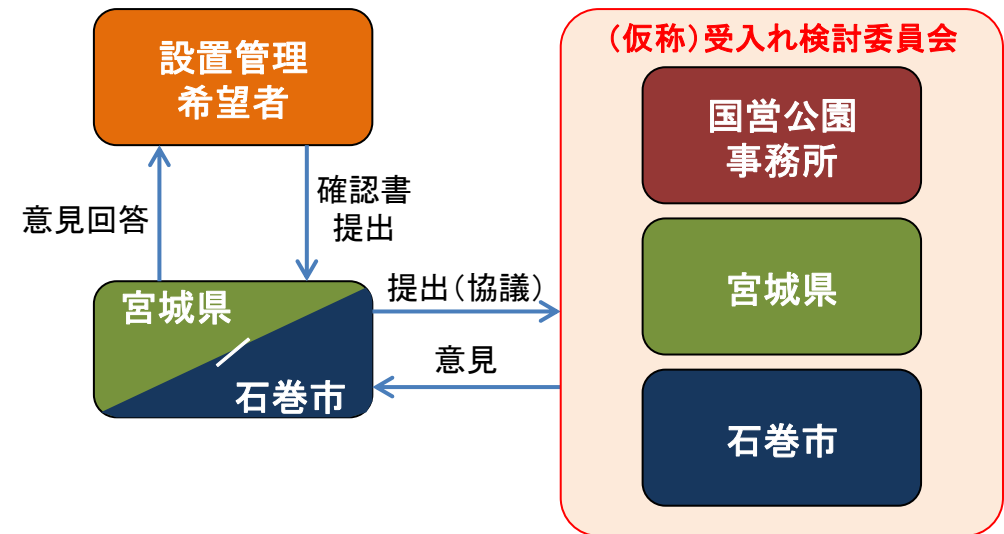 設置管理
希望者
意見回答
確認書
提出
宮城県
石巻市
提出(協議)
意見
(仮称)受入れ検討委員会
国営公園
事務所
宮城県
石巻市